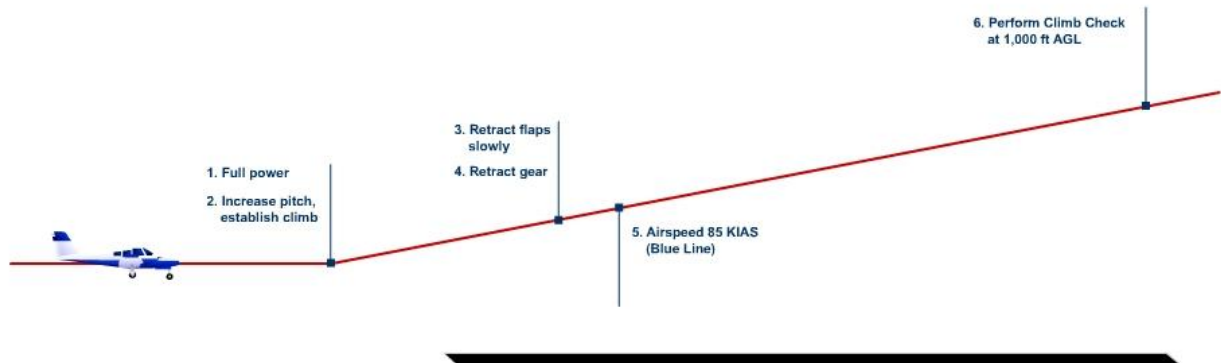 1. Full power
2. Increase pitch,
establish climb
3. Retract flaps
slowly
4. Retract gear
5. Airspeed 85 KIAS
(Blue Line)
6. Perform Climb Check
at 1,000 ft AGL